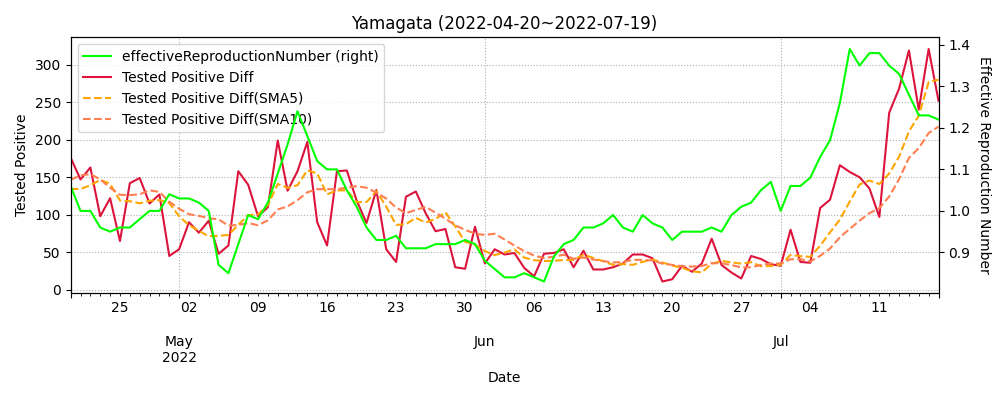 Yamagata (2022-04-20~2022-07-19)
effectiveReproductionNumber (right)
Tested Positive Diff
Tested Positive Diff(SMA5)
Tested Positive Diff(SMA10)
Tested Positive
300
250
200
150
100
50
0
1.4
1.3
1.2
1.1
1.0
0.9
Effective Reproduction Number
25 02 09 16 23 30 06 13 20 27 04 11
May Jun Jul
2022
Date